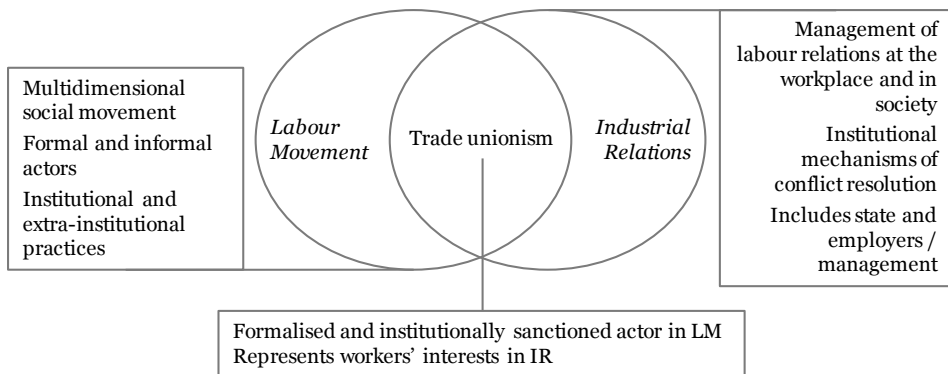 Multidimensional
social movement
Formal and informal
actors
Institutional and
extra-institutional
practices
Labour
Movement
Trade unionism
Industrial
Relations
Management of
labour relations at the
workplace and in
society
Institutional
mechanisms of
conflict resolution
Includes state and
employers /
management
Formalised and institutionally sanctioned actor in LM
Represents workers’ interests in IR